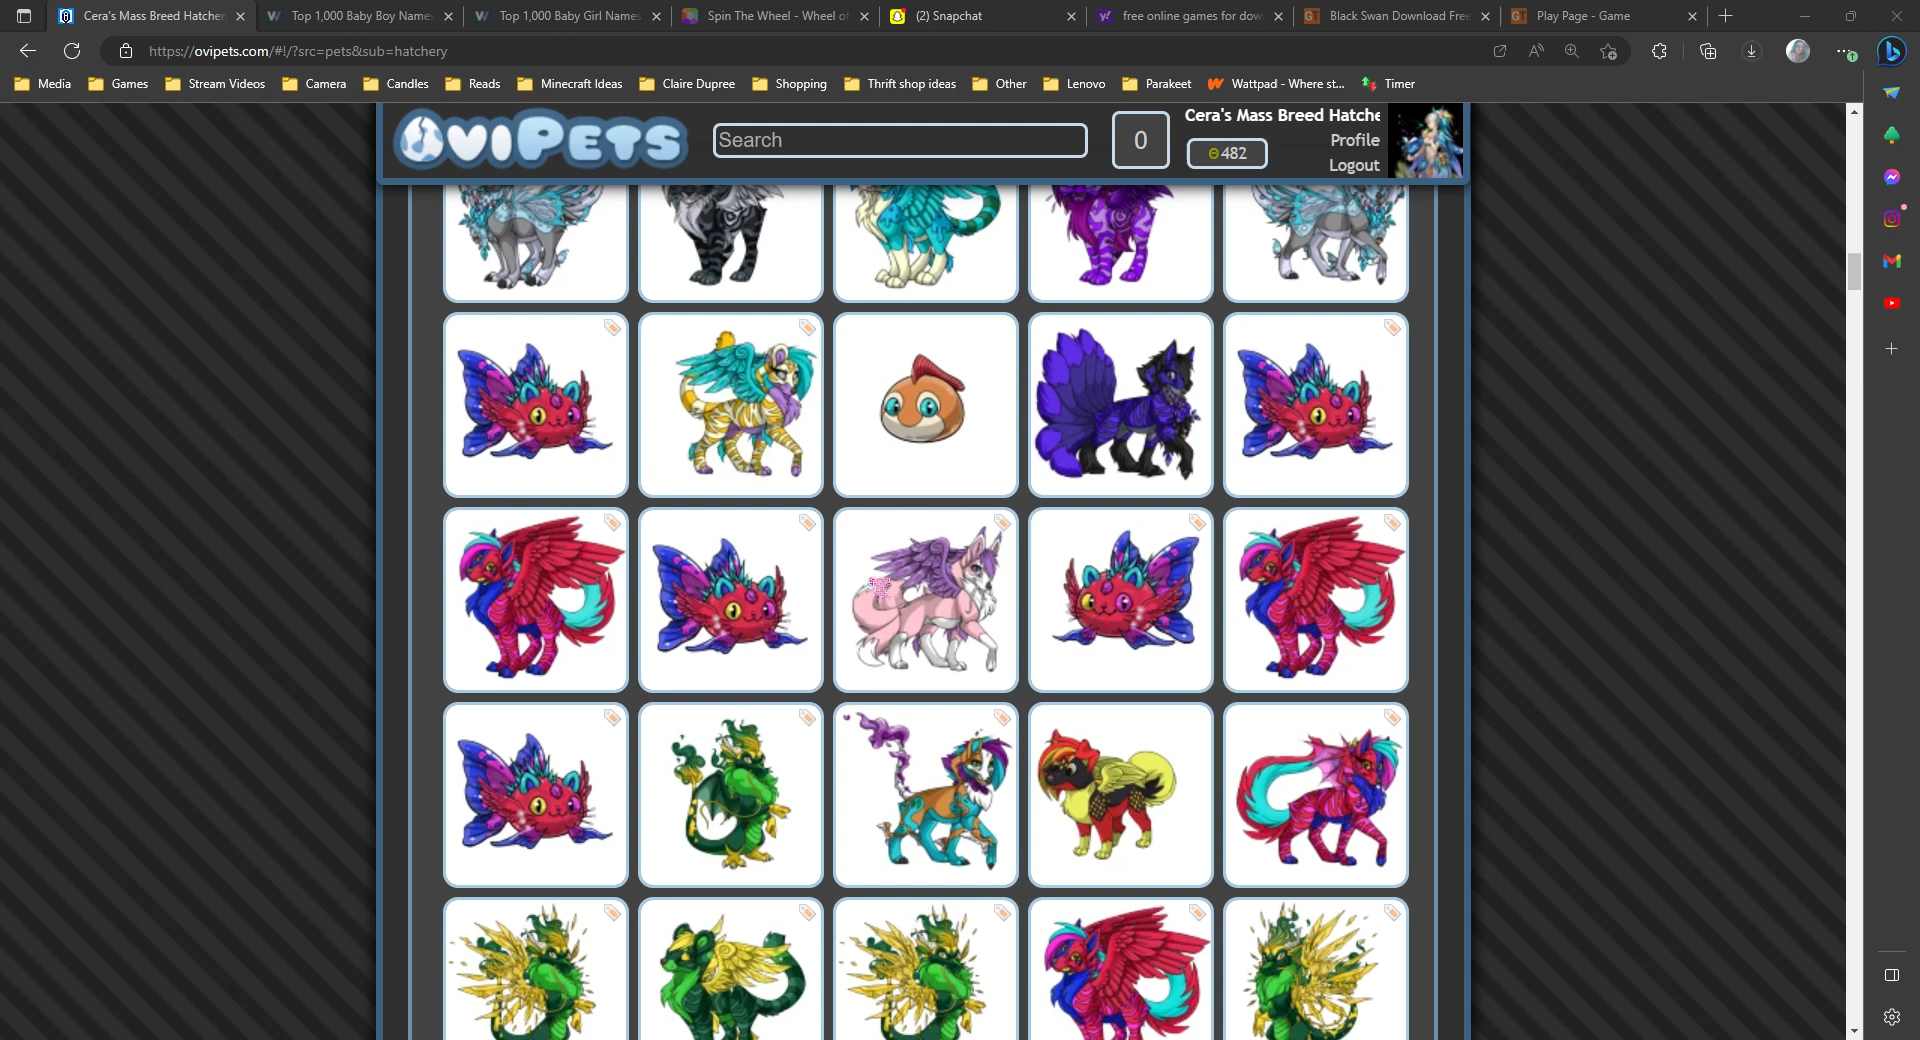 Cera's Mass Breed Hatcher
Top 1,000 Baby Boy Names
Top 1,000 Baby Girl Names
Spin The Wheel - Wheel of
(2) Snapchat
free online games for down
Black Swan Download Free
Play Page - Game
https://ovipets.com/#!/?src=pets&sub=hatchery
Media
Games
Stream Videos
Camera
Candles
Reads
Minecraft Ideas
Claire Dupree
Shopping
Thrift shop ideas
Other
Lenovo
Parakeet
Wattpad - Where st...
Timer
OviPets
Search
0
Cera's Mass Breed Hatche
482
Profile
Logout